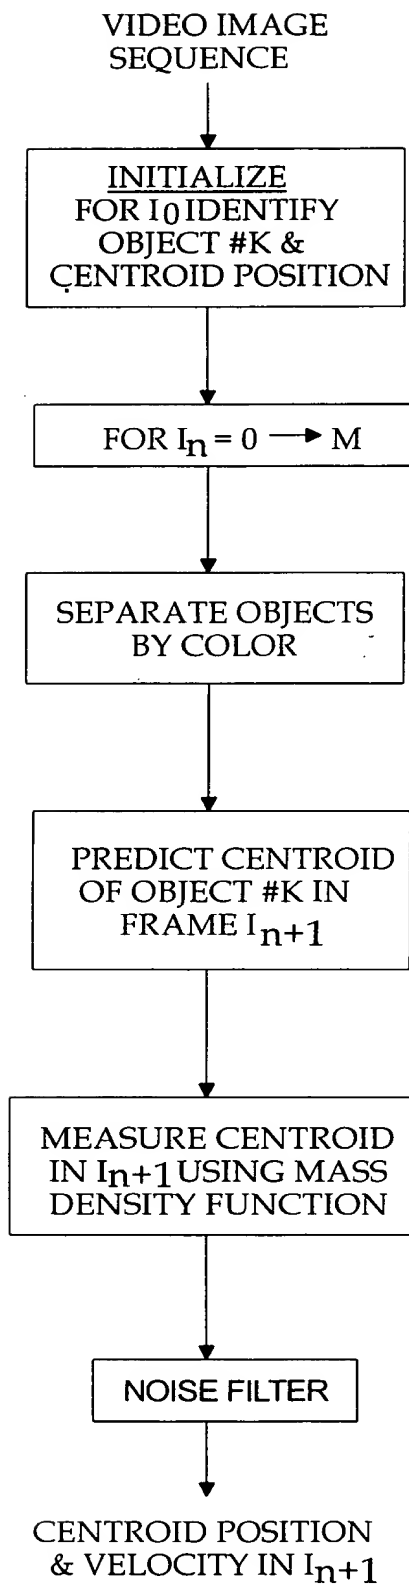 VIDEO IMAGE
SEQUENCE
INITIALIZE
FOR I0 IDENTIFY
OBJECT #K &
CENTROID POSITION
FOR In = 0 → M
SEPARATE OBJECTS
BY COLOR
PREDICT CENTROID
OF OBJECT #K IN
FRAME In+1
MEASURE CENTROID
IN In+1 USING MASS
DENSITY FUNCTION
NOISE FILTER
CENTROID POSITION
& VELOCITY IN In+1